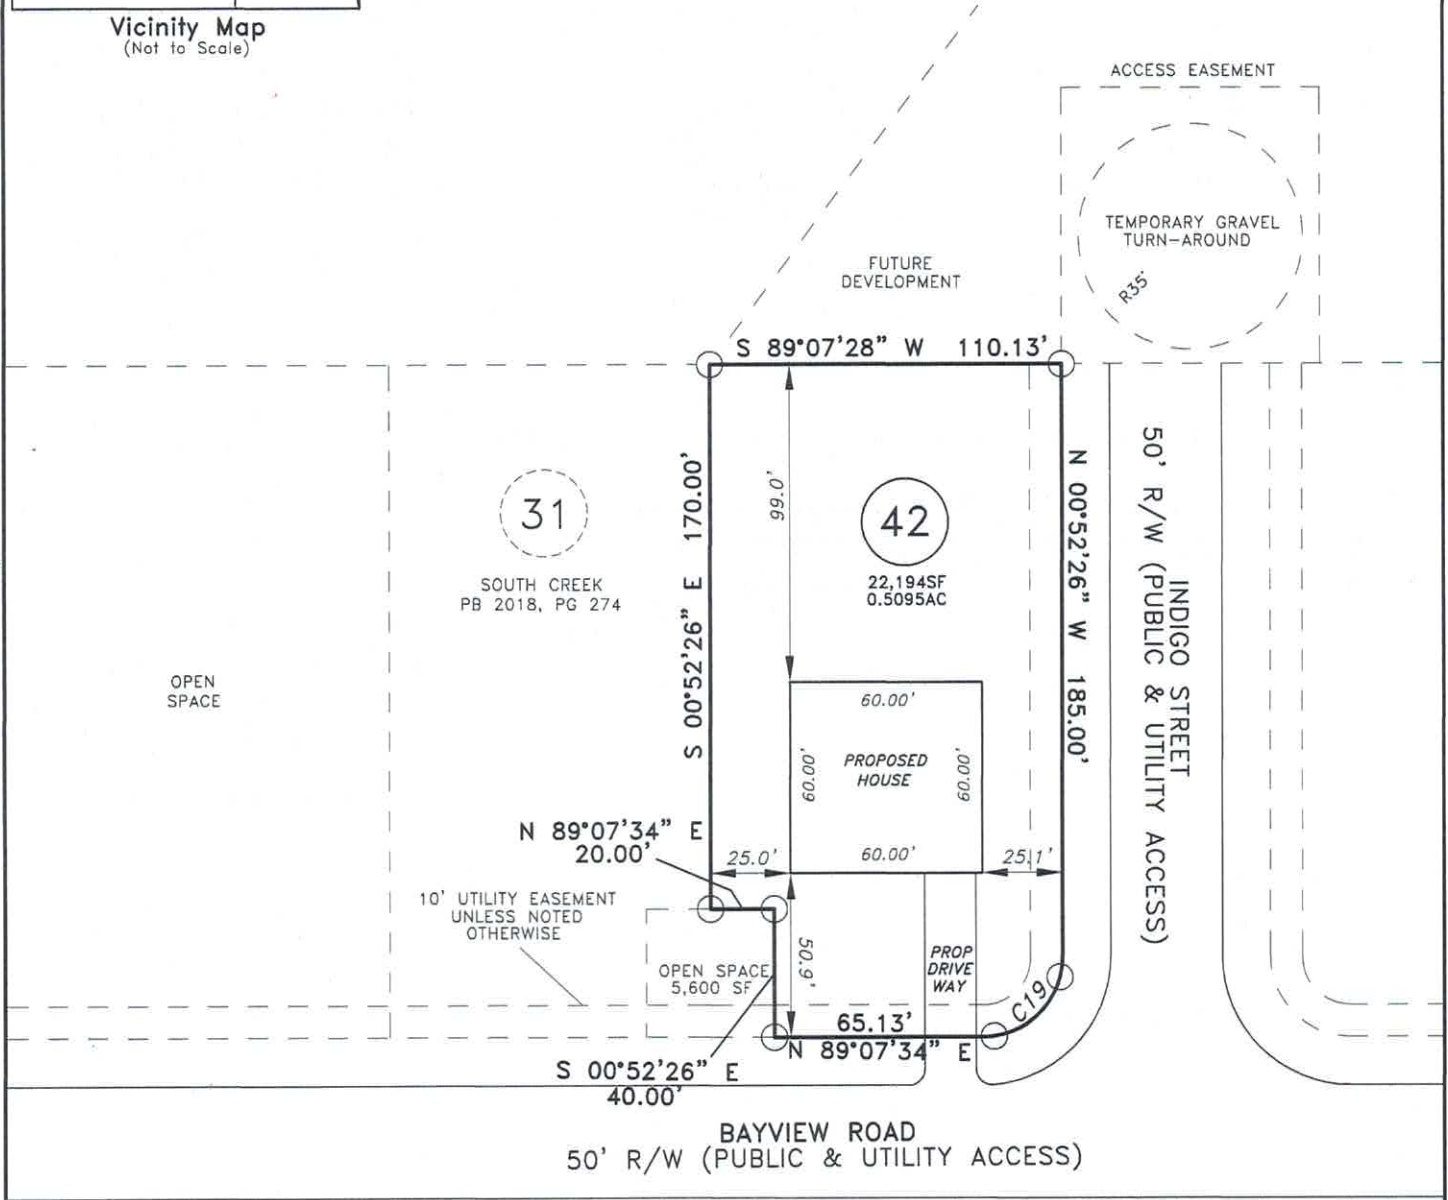 Vicinity Map
(Not to Scale)
ACCESS EASEMENT
TEMPORARY GRAVEL
TURN-AROUND
R35'
FUTURE
DEVELOPMENT
S 89°07'28" W 110.13'
31
SOUTH CREEK
PB 2018, PG 274
OPEN
SPACE
S 00°52'26" E 170.00'
99.0'
42
22,194SF
0.5095AC
N 00°52'26" W 185.00'
INDIGO STREET
50' R/W (PUBLIC & UTILITY ACCESS)
60.00'
60.00'
PROPOSED
HOUSE
60.00'
60.00'
25.0'
25.1'
N 89°07'34" E
20.00'
10' UTILITY EASEMENT
UNLESS NOTED
OTHERWISE
OPEN SPACE
5,600 SF
50.9'
PROP
DRIVE
WAY
C19
65.13'
N 89°07'34" E
S 00°52'26" E
40.00'
BAYVIEW ROAD
50' R/W (PUBLIC & UTILITY ACCESS)